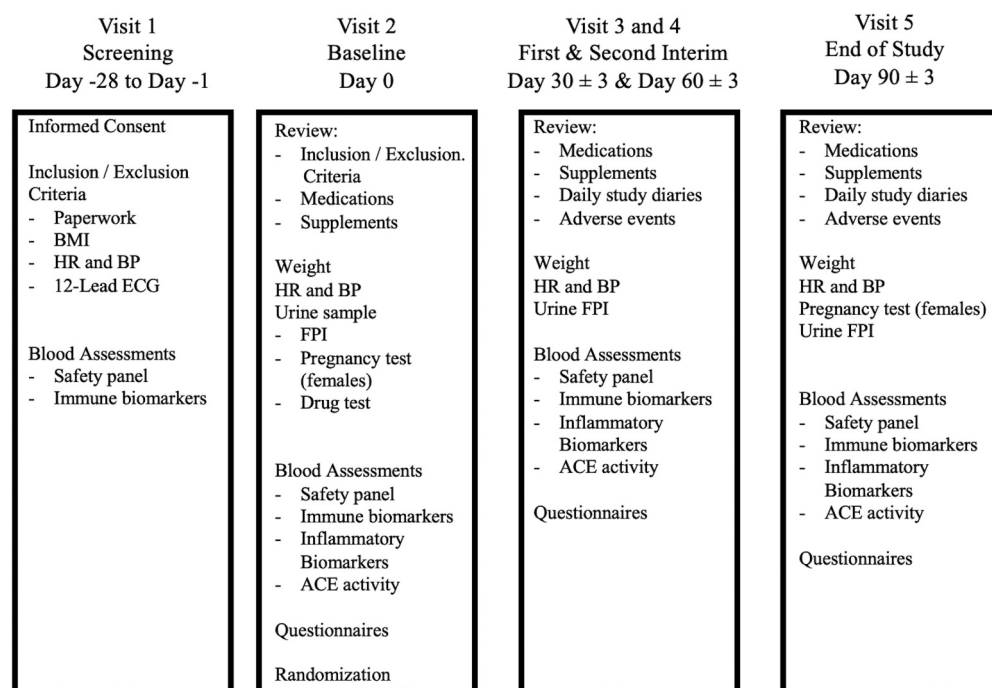 Visit 1
Screening
Day -28 to Day -1
Informed Consent
Inclusion / Exclusion
Criteria
- Paperwork
- BMI
- HR and BP
- 12-Lead ECG
Blood Assessments
- Safety panel
- Immune biomarkers
Visit 2
Baseline
Day 0
Review:
- Inclusion / Exclusion.
Criteria
- Medications
- Supplements
Weight
HR and BP
Urine sample
- FPI
- Pregnancy test
(females)
- Drug test
Blood Assessments
- Safety panel
- Immune biomarkers
- Inflammatory
Biomarkers
- ACE activity
Questionnaires
Randomization
Visit 3 and 4
First & Second Interim
Day 30 ± 3 & Day 60 ± 3
Review:
- Medications
- Supplements
- Daily study diaries
- Adverse events
Weight
HR and BP
Urine FPI
Blood Assessments
- Safety panel
- Immune biomarkers
- Inflammatory
Biomarkers
- ACE activity
Questionnaires
Visit 5
End of Study
Day 90 ± 3
Review:
- Medications
- Supplements
- Daily study diaries
- Adverse events
Weight
HR and BP
Pregnancy test (females)
Urine FPI
Blood Assessments
- Safety panel
- Immune biomarkers
- Inflammatory
Biomarkers
- ACE activity
Questionnaires